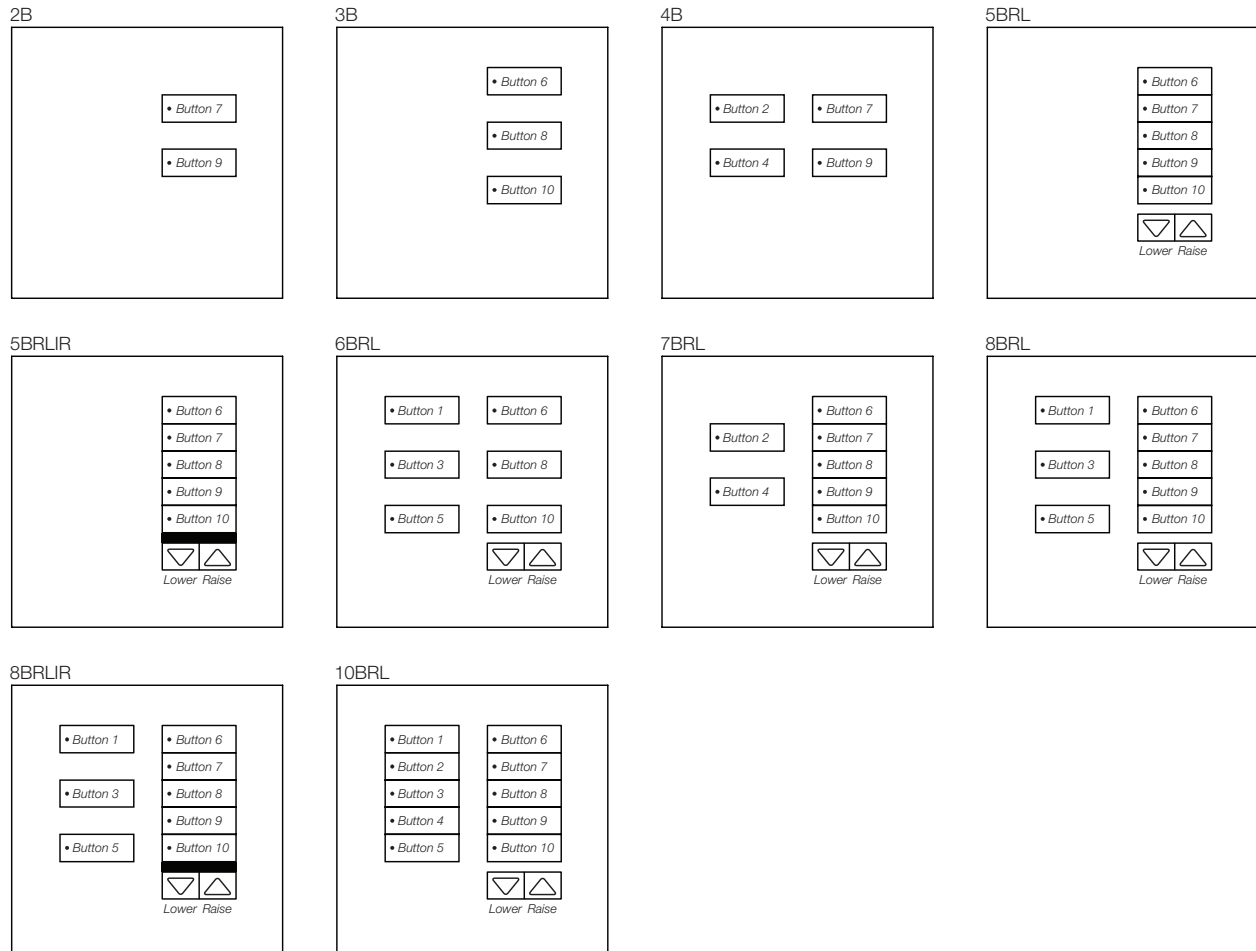 2B
• Button 7
• Button 9
3B
• Button 6
• Button 8
• Button 10
4B
• Button 2 • Button 7
• Button 4 • Button 9
5BRL
• Button 6
• Button 7
• Button 8
• Button 9
• Button 10
Lower Raise
5BRLIR
• Button 6
• Button 7
• Button 8
• Button 9
• Button 10
Lower Raise
6BRL
• Button 1 • Button 6
• Button 3 • Button 8
• Button 5 • Button 10
Lower Raise
7BRL
• Button 6
• Button 2 • Button 7
• Button 8
• Button 4 • Button 9
• Button 10
Lower Raise
8BRL
• Button 1 • Button 6
• Button 7
• Button 3 • Button 8
• Button 9
• Button 5 • Button 10
Lower Raise
8BRLIR
• Button 1 • Button 6
• Button 7
• Button 3 • Button 8
• Button 9
• Button 5 • Button 10
Lower Raise
10BRL
• Button 1 • Button 6
• Button 2 • Button 7
• Button 3 • Button 8
• Button 4 • Button 9
• Button 5 • Button 10
Lower Raise